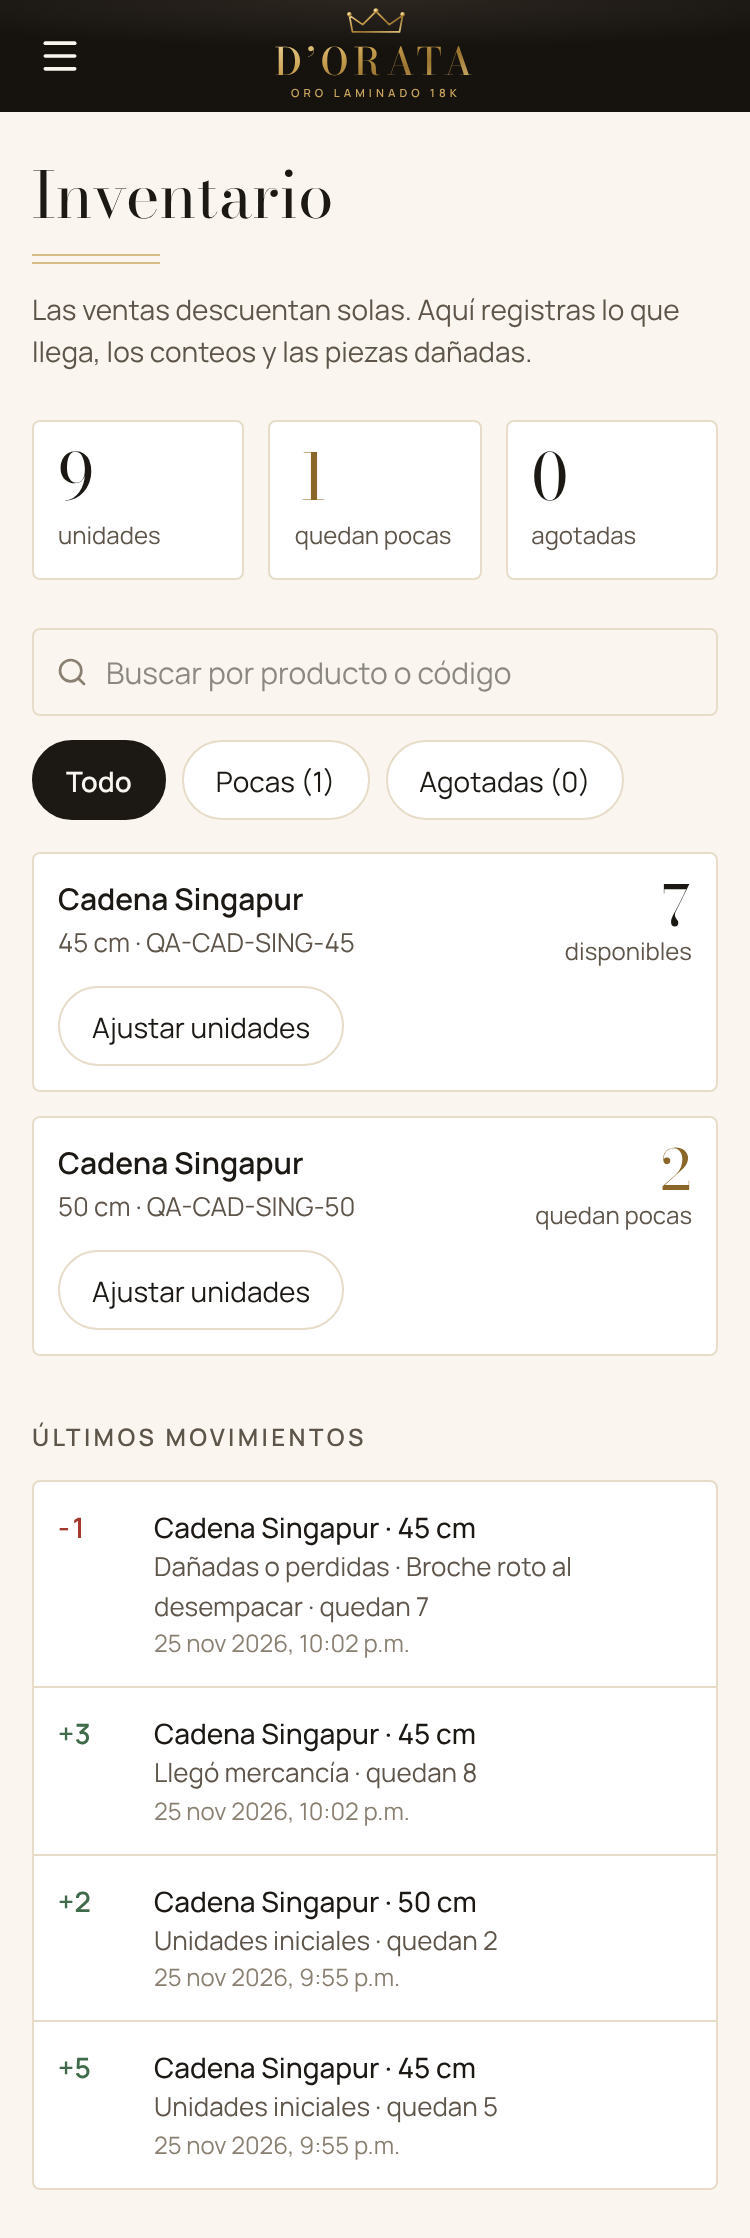 D'ORATA
ORO LAMINADO 18K
Inventario
Las ventas descuentan solas. Aquí registras lo que
llega, los conteos y las piezas dañadas.
9
unidades
1
quedan pocas
0
agotadas
Buscar por producto o código
Todo
Pocas (1)
Agotadas (0)
Cadena Singapur
45 cm · QA-CAD-SING-45
7
disponibles
Ajustar unidades
Cadena Singapur
50 cm · QA-CAD-SING-50
2
quedan pocas
Ajustar unidades
ÚLTIMOS MOVIMIENTOS
-1
Cadena Singapur · 45 cm
Dañadas o perdidas · Broche roto al
desempacar · quedan 7
25 nov 2026, 10:02 p.m.
+3
Cadena Singapur · 45 cm
Llegó mercancía · quedan 8
25 nov 2026, 10:02 p.m.
+2
Cadena Singapur · 50 cm
Unidades iniciales · quedan 2
25 nov 2026, 9:55 p.m.
+5
Cadena Singapur · 45 cm
Unidades iniciales · quedan 5
25 nov 2026, 9:55 p.m.